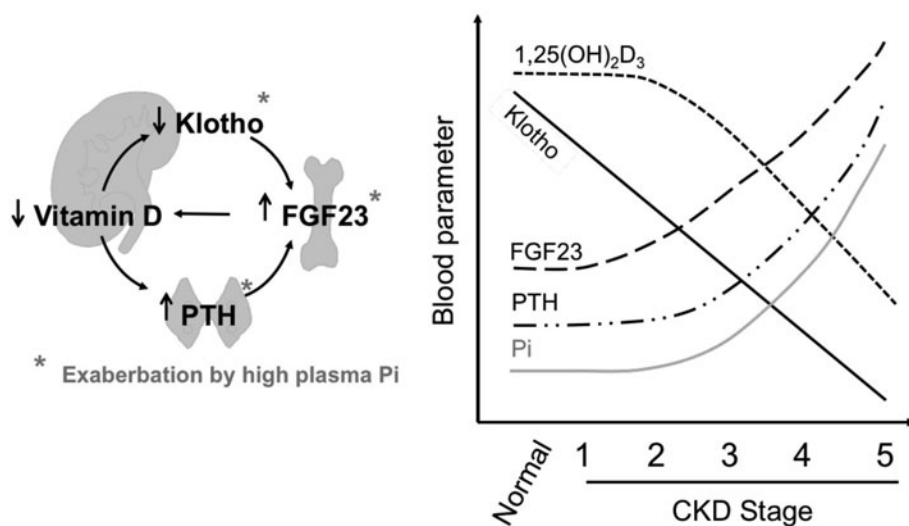 ↓ Klotho *
↓ Vitamin D
↑ FGF23 *
↑ PTH *
* Exaberbation by high plasma Pi
Blood parameter
1,25(OH)₂D₃
Klotho
FGF23
PTH
Pi
Normal 1 2 3 4 5
CKD Stage